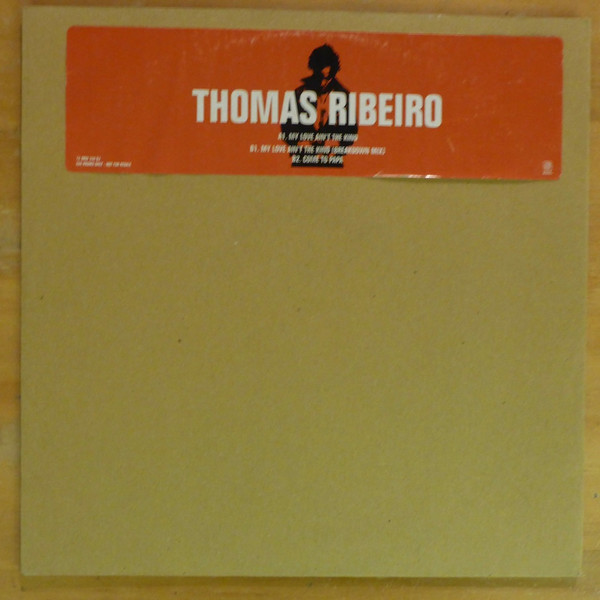 THOMAS RIBEIRO
A1. MY LOVE AIN'T THE KIND
B1. MY LOVE AIN'T THE KIND (BREAKDOWN MIX)
B2. COME TO PAPA